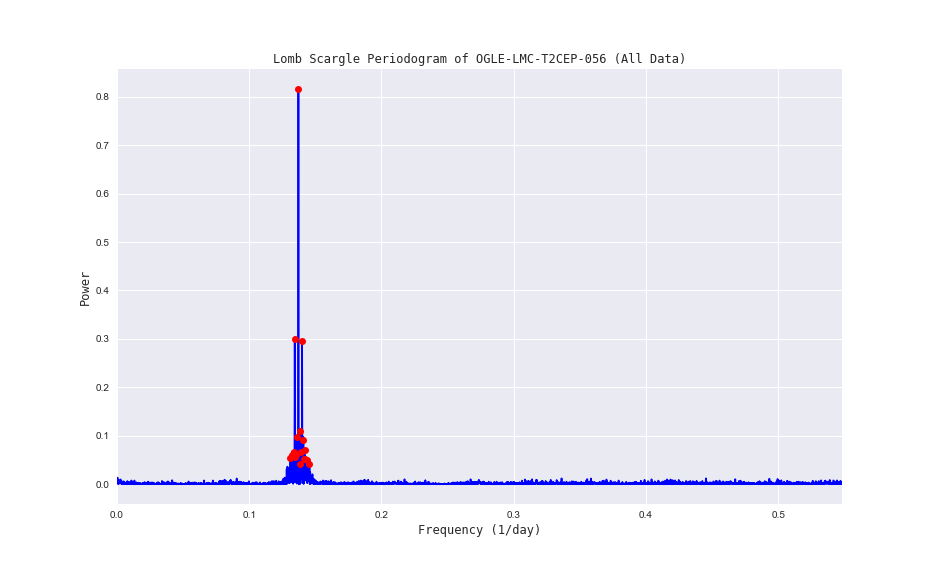 Lomb Scargle Periodogram of OGLE-LMC-T2CEP-056 (All Data)
0.8
0.7
0.6
0.5
0.4
0.3
0.2
0.1
0.0
Power
0.0 0.1 0.2 0.3 0.4 0.5
Frequency (1/day)